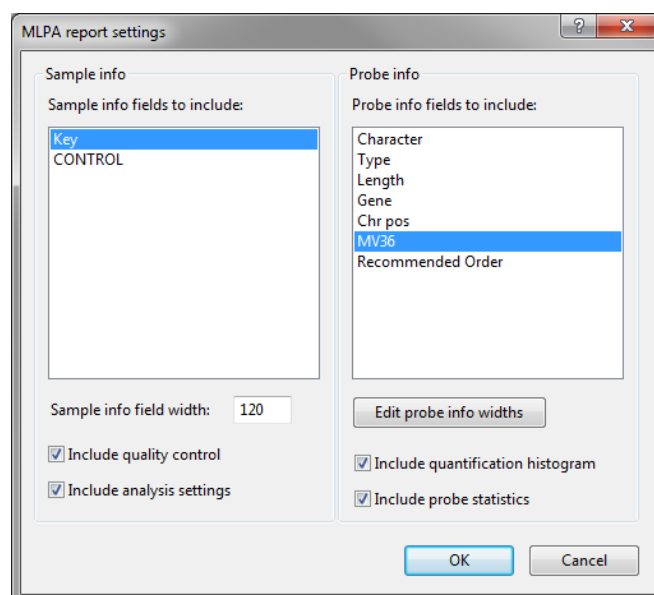 MLPA report settings
Sample info
Sample info fields to include:
Key
CONTROL
Sample info field width: 120
Include quality control
Include analysis settings
Probe info
Probe info fields to include:
Character
Type
Length
Gene
Chr pos
MV36
Recommended Order
Edit probe info widths
Include quantification histogram
Include probe statistics
OK
Cancel